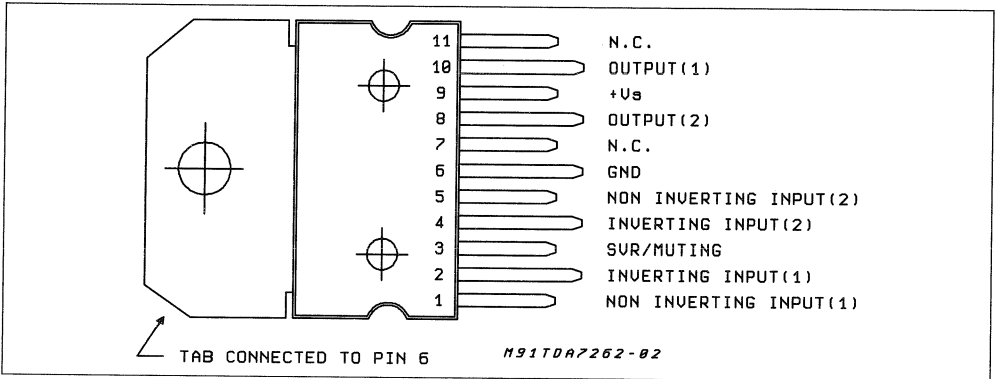 11 N.C.
10 OUTPUT(1)
9 +Vs
8 OUTPUT(2)
7 N.C.
6 GND
5 NON INVERTING INPUT(2)
4 INVERTING INPUT(2)
3 SVR/MUTING
2 INVERTING INPUT(1)
1 NON INVERTING INPUT(1)
TAB CONNECTED TO PIN 6
M91TDA7262-02